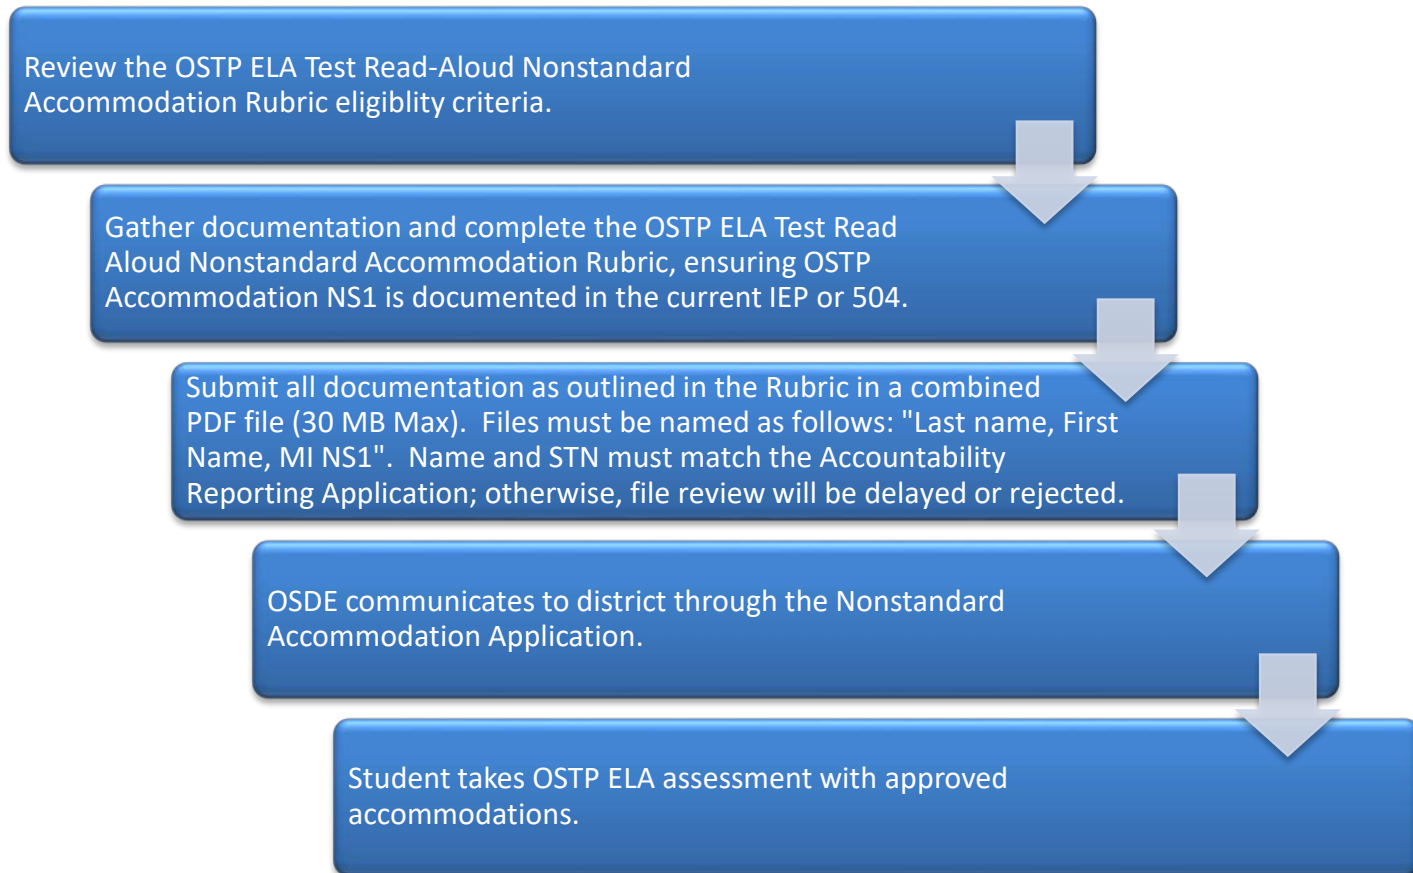 Review the OSTP ELA Test Read-Aloud Nonstandard
Accommodation Rubric eligiblity criteria.
Gather documentation and complete the OSTP ELA Test Read
Aloud Nonstandard Accommodation Rubric, ensuring OSTP
Accommodation NS1 is documented in the current IEP or 504.
Submit all documentation as outlined in the Rubric in a combined
PDF file (30 MB Max).  Files must be named as follows: "Last name, First
Name, MI NS1".  Name and STN must match the Accountability
Reporting Application; otherwise, file review will be delayed or rejected.
OSDE communicates to district through the Nonstandard
Accommodation Application.
Student takes OSTP ELA assessment with approved
accommodations.